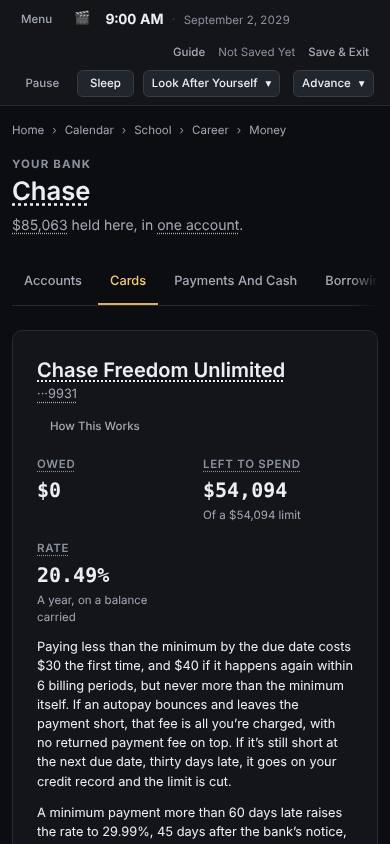 Menu 🎬 9:00 AM · September 2, 2029
Guide Not Saved Yet Save & Exit
Pause Sleep Look After Yourself ▾ Advance ▾
Home › Calendar › School › Career › Money
YOUR BANK
Chase
$85,063 held here, in one account.
Accounts Cards Payments And Cash Borrowin
Chase Freedom Unlimited
···9931
How This Works
OWED LEFT TO SPEND
$0 $54,094
Of a $54,094 limit
RATE
20.49%
A year, on a balance
carried
Paying less than the minimum by the due date costs
$30 the first time, and $40 if it happens again within
6 billing periods, but never more than the minimum
itself. If an autopay bounces and leaves the
payment short, that fee is all you’re charged, with
no returned payment fee on top. If it’s still short at
the next due date, thirty days late, it goes on your
credit record and the limit is cut.
A minimum payment more than 60 days late raises
the rate to 29.99%, 45 days after the bank’s notice,